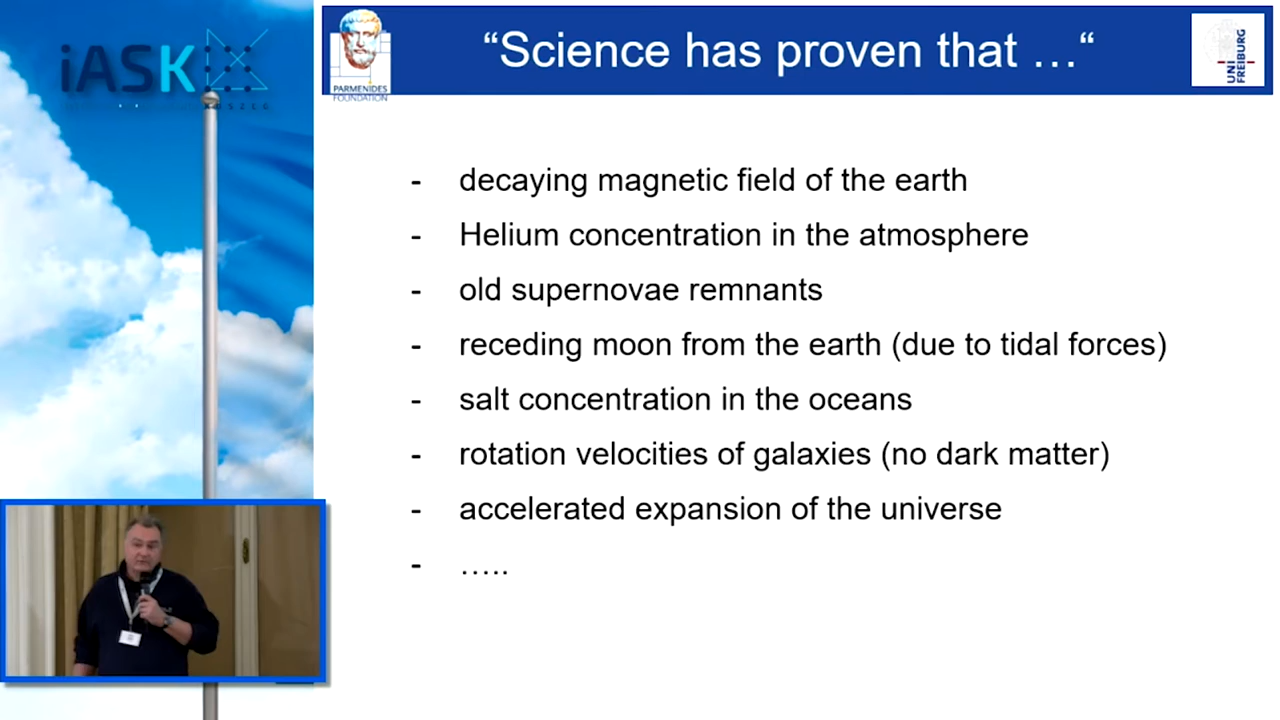 iASK
KOSZEG
PARMENIDES
FOUNDATION
“Science has proven that …“
UNI
FREIBURG
- decaying magnetic field of the earth
- Helium concentration in the atmosphere
- old supernovae remnants
- receding moon from the earth (due to tidal forces)
- salt concentration in the oceans
- rotation velocities of galaxies (no dark matter)
- accelerated expansion of the universe
- …..